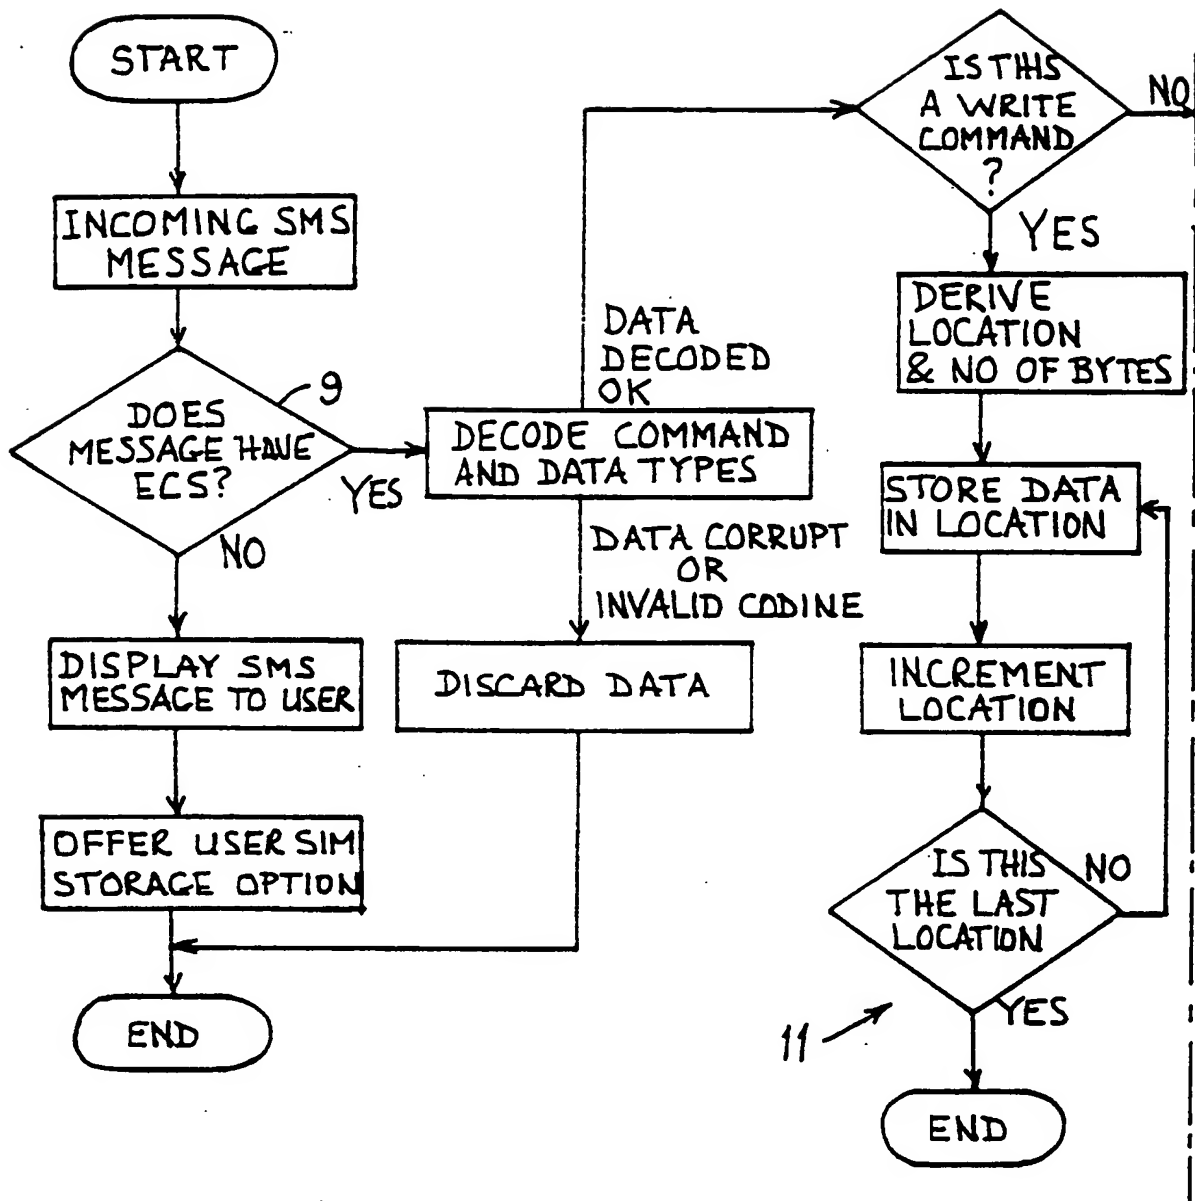 START
INCOMING SMS
MESSAGE
9
DOES
MESSAGE HAVE
ECS?
YES
NO
DISPLAY SMS
MESSAGE TO USER
OFFER USER SIM
STORAGE OPTION
END
DATA
DECODED
OK
DECODE COMMAND
AND DATA TYPES
DATA CORRUPT
OR
INVALID CODINE
DISCARD DATA
IS THIS
A WRITE
COMMAND
?
NO
YES
DERIVE
LOCATION
& NO OF BYTES
STORE DATA
IN LOCATION
INCREMENT
LOCATION
IS THIS
THE LAST
LOCATION
NO
YES
11
END